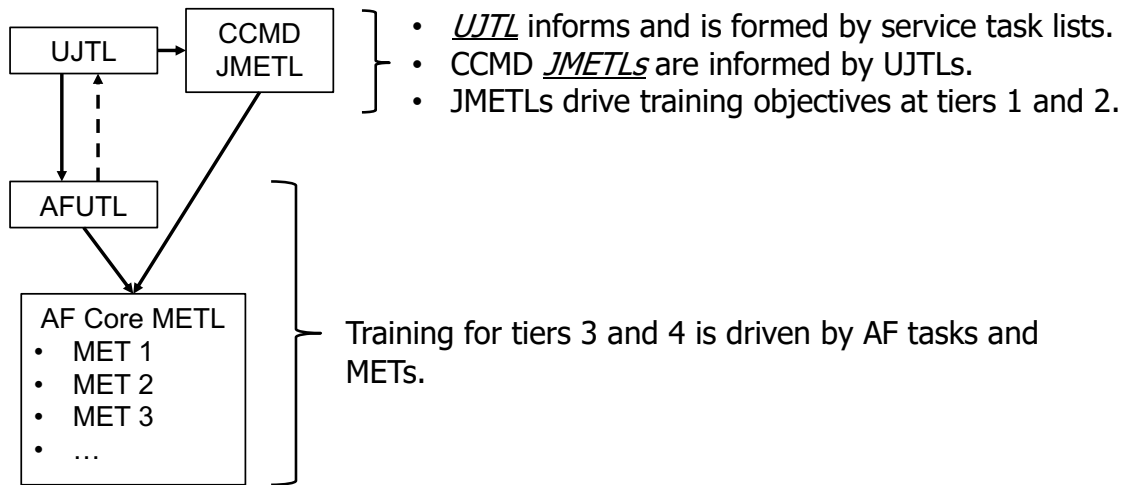 UJTL
CCMD
JMETL
• UJTL informs and is formed by service task lists.
• CCMD JMETLs are informed by UJTLs.
• JMETLs drive training objectives at tiers 1 and 2.
AFUTL
AF Core METL
• MET 1
• MET 2
• MET 3
• …
Training for tiers 3 and 4 is driven by AF tasks and
METs.